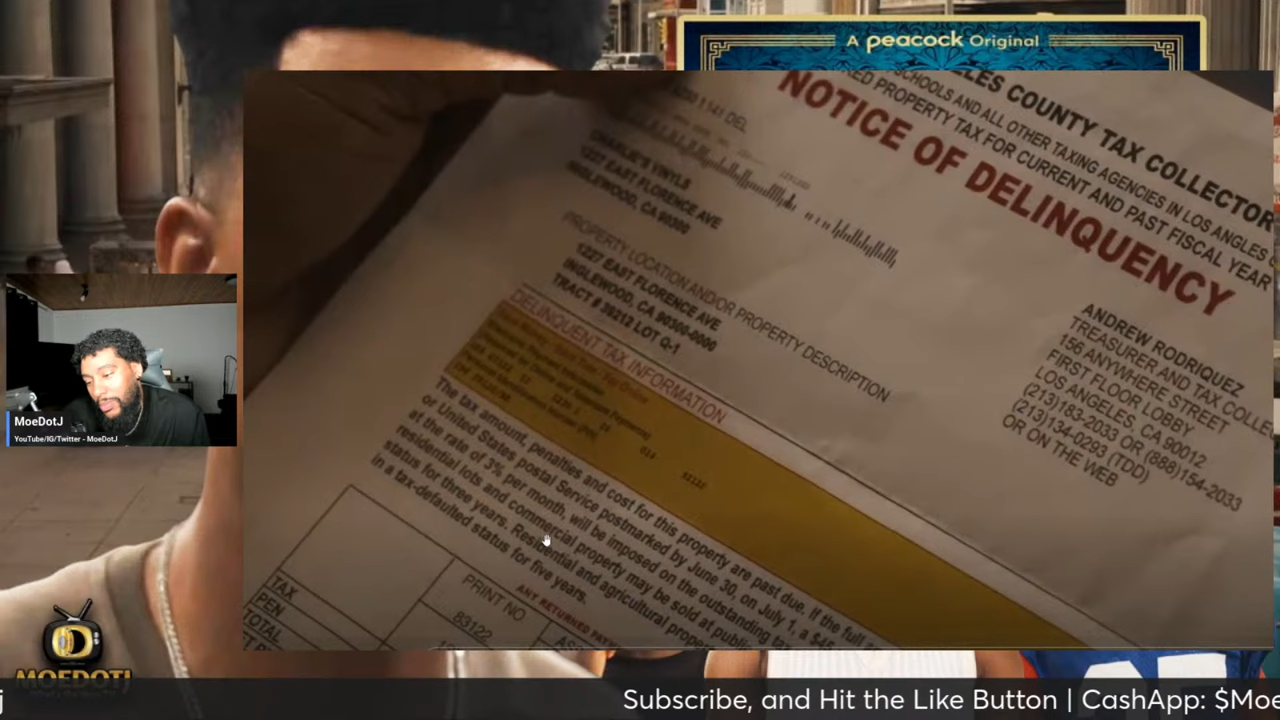 A peacock Original
LES COUNTY TAX COLLECTOR
SCHOOLS AND ALL OTHER TAXING AGENCIES IN LOS ANGELES
RED PROPERTY TAX FOR CURRENT AND PAST FISCAL YEAR
NOTICE OF DELINQUENCY
1541 DEL
CHARLIE'S VINYLS
1227 EAST FLORENCE AVE
INGLEWOOD, CA 90300
PROPERTY LOCATION AND/OR PROPERTY DESCRIPTION
1227 EAST FLORENCE AVE
INGLEWOOD, CA 90300-0000
TRACT # 39212 LOT Q-1
ANDREW RODRIQUEZ
TREASURER AND TAX COLLE
156 ANYWHERE STREET
FIRST FLOOR LOBBY
LOS ANGELES, CA 90012
(213)183-2033 OR (888)154-2033
(213)134-0293 (TDD)
OR ON THE WEB
DELINQUENT TAX INFORMATION
The tax amount, penalties and cost for this property are past due. If the full
or United States postal Service postmarked by June 30, on July 1, a $45
at the rate of 3% per month, will be imposed on the outstanding
residential lots and commercial property may be sold at publi
status for three years. Residential and agricultural prope
in a tax-defaulted status for five years.
ANY RETURNED PAY
PRINT NO
83122
AS
TAX
PEN
TOTAL
MoeDotJ
YouTube/IG/Twitter - MoeDotJ
MOEDOTJ
j
Subscribe, and Hit the Like Button | CashApp: $Moe